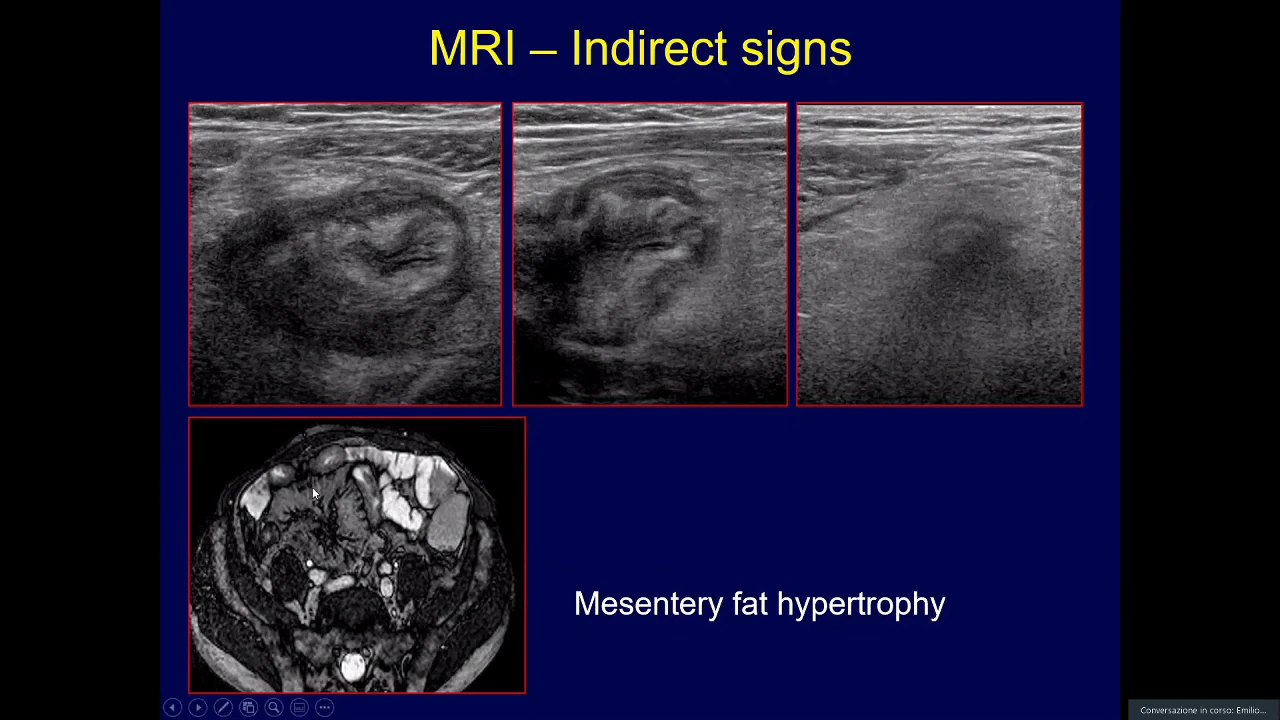 MRI – Indirect signs
Mesentery fat hypertrophy
Conversazione in corso: Emilio...